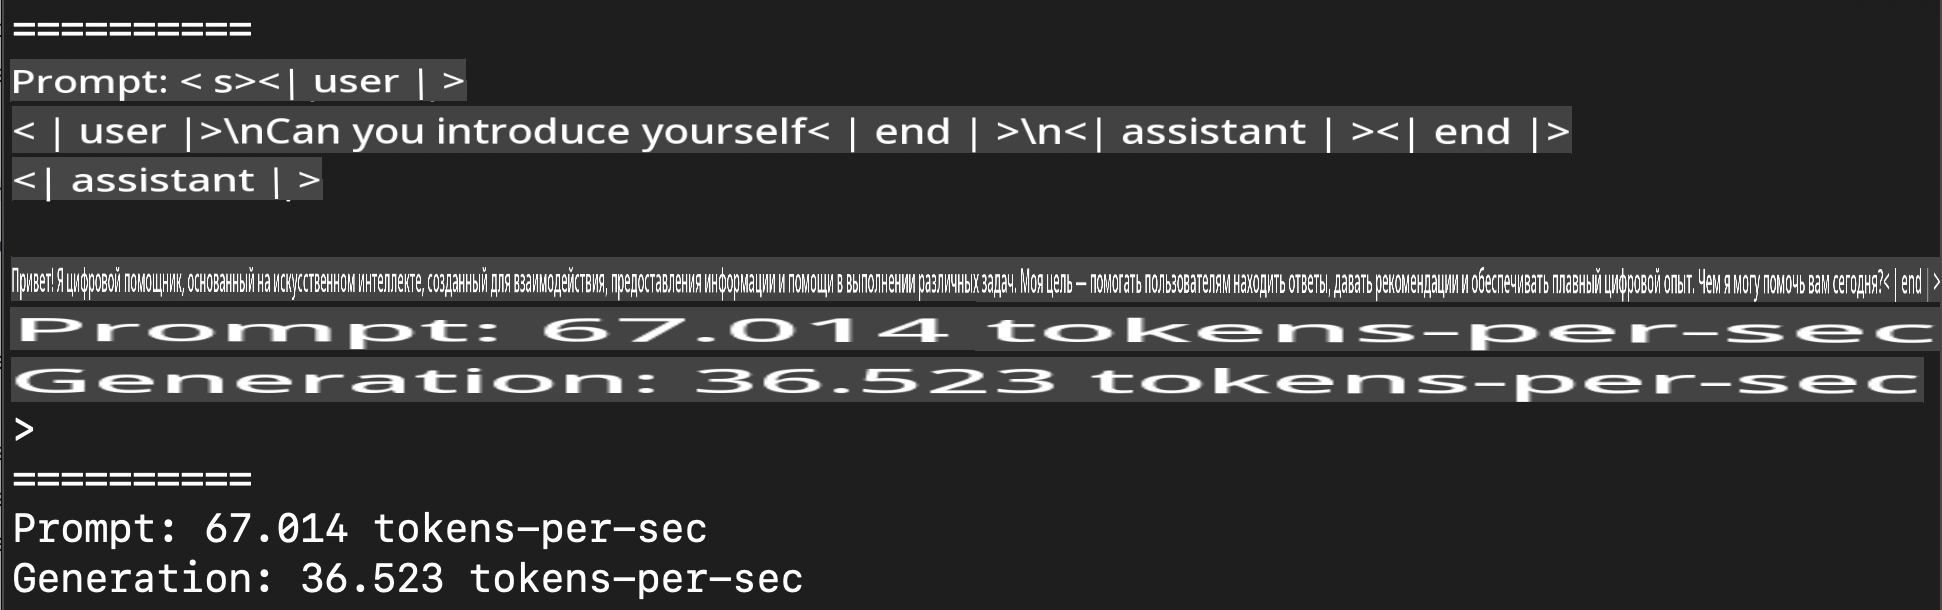 ==========
Prompt: < s><| user | >
< | user |>\nCan you introduce yourself< | end | >\n<| assistant | ><| end |>
<| assistant | >
Привет! Я цифровой помощник, основанный на искусственном интеллекте, созданный для взаимодействия, предоставления информации и помощи в выполнении различных задач. Моя цель — помогать пользователям находить ответы, давать рекомендации и обеспечивать плавный цифровой опыт. Чем я могу помочь вам сегодня?< | end | >
Prompt: 67.014 tokens-per-sec
Generation: 36.523 tokens-per-sec
>
==========
Prompt: 67.014 tokens-per-sec
Generation: 36.523 tokens-per-sec